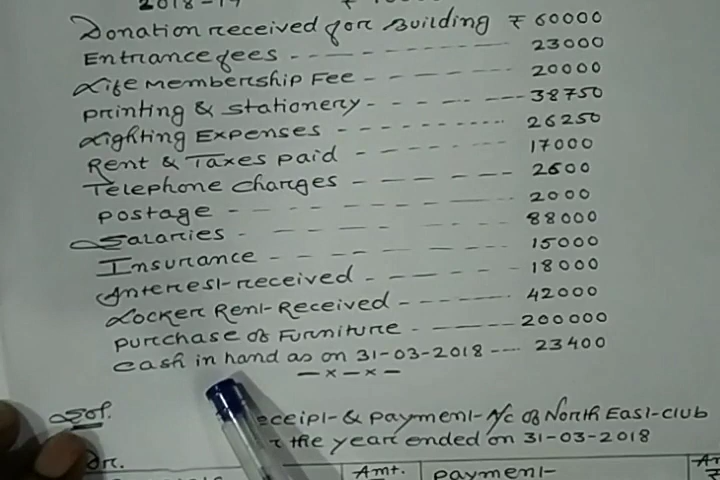 2018-19
Donation received for Building ₹ 60000
Entrance fees 23000
Life Membership Fee 20000
Printing & Stationery 38750
Lighting Expenses 26250
Rent & Taxes Paid 17000
Telephone charges 2600
Postage 2000
Salaries 88000
Insurance 15000
Interest received 18000
Locker Rent Received 42000
Purchase of Furniture 200000
Cash in hand as on 31-03-2018 23400
— x — x —
Sol. eceipt & Payment A/c of North East club
the year ended on 31-03-2018
Dr. Amt. Payment